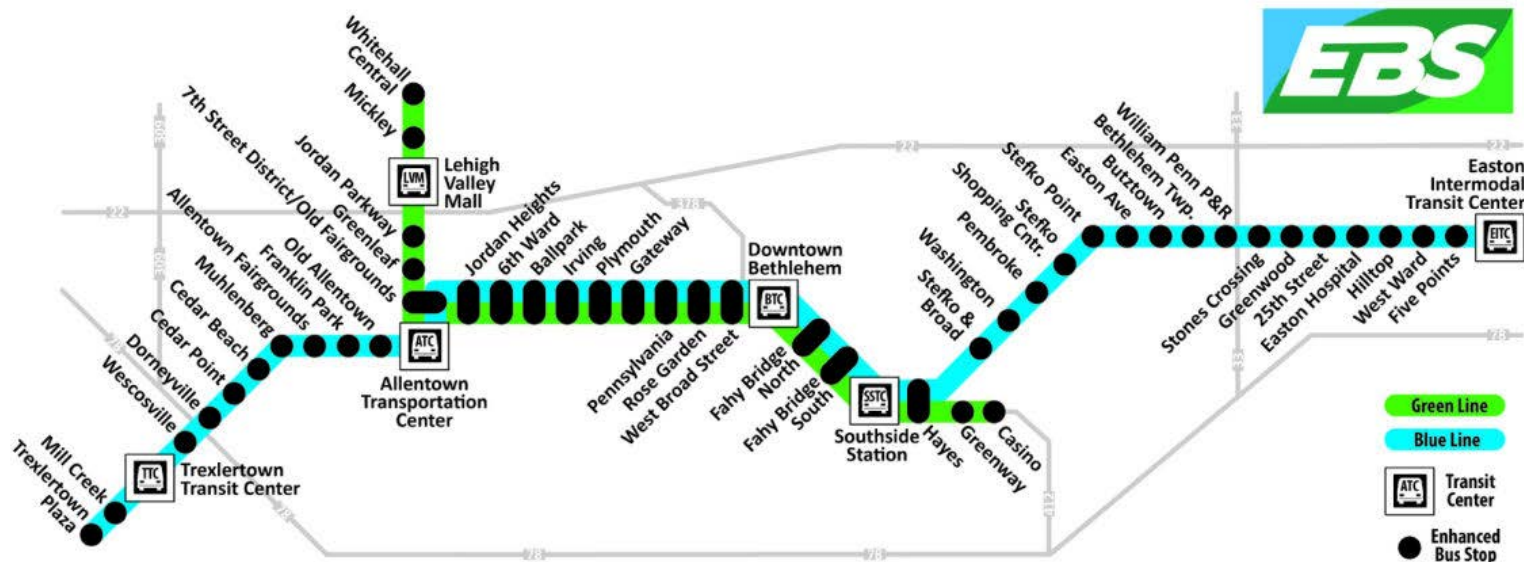 EBS
Whitehall
Central
Mickley
LVM
Lehigh
Valley
Mall
Jordan Parkway
Greenleaf
7th Street District/Old Fairgrounds
Old Allentown
Franklin Park
Allentown Fairgrounds
Muhlenberg
Cedar Beach
Cedar Point
Dorneyville
Wescosville
TTC
Trexlertown
Transit Center
Mill Creek
Trexlertown
Plaza
ATC
Allentown
Transportation
Center
Jordan Heights
6th Ward
Ballpark
Irving
Plymouth
Gateway
Pennsylvania
Rose Garden
West Broad Street
Downtown
Bethlehem
BTC
Fahy Bridge
North
Fahy Bridge
South
SSTC
Southside
Station
Hayes
Greenway
Casino
Stefko &
Broad
Washington
Pembroke
Stefko
Shopping Cntr.
Stefko Point
Easton Ave
Butztown
Bethlehem Twp.
William Penn P&R
Stones Crossing
Greenwood
25th Street
Easton Hospital
Hilltop
West Ward
Five Points
Easton
Intermodal
Transit Center
EITC
309
309
22
22
22
378
33
33
78
78
78
78
78
412
Green Line
Blue Line
ATC
Transit
Center
Enhanced
Bus Stop